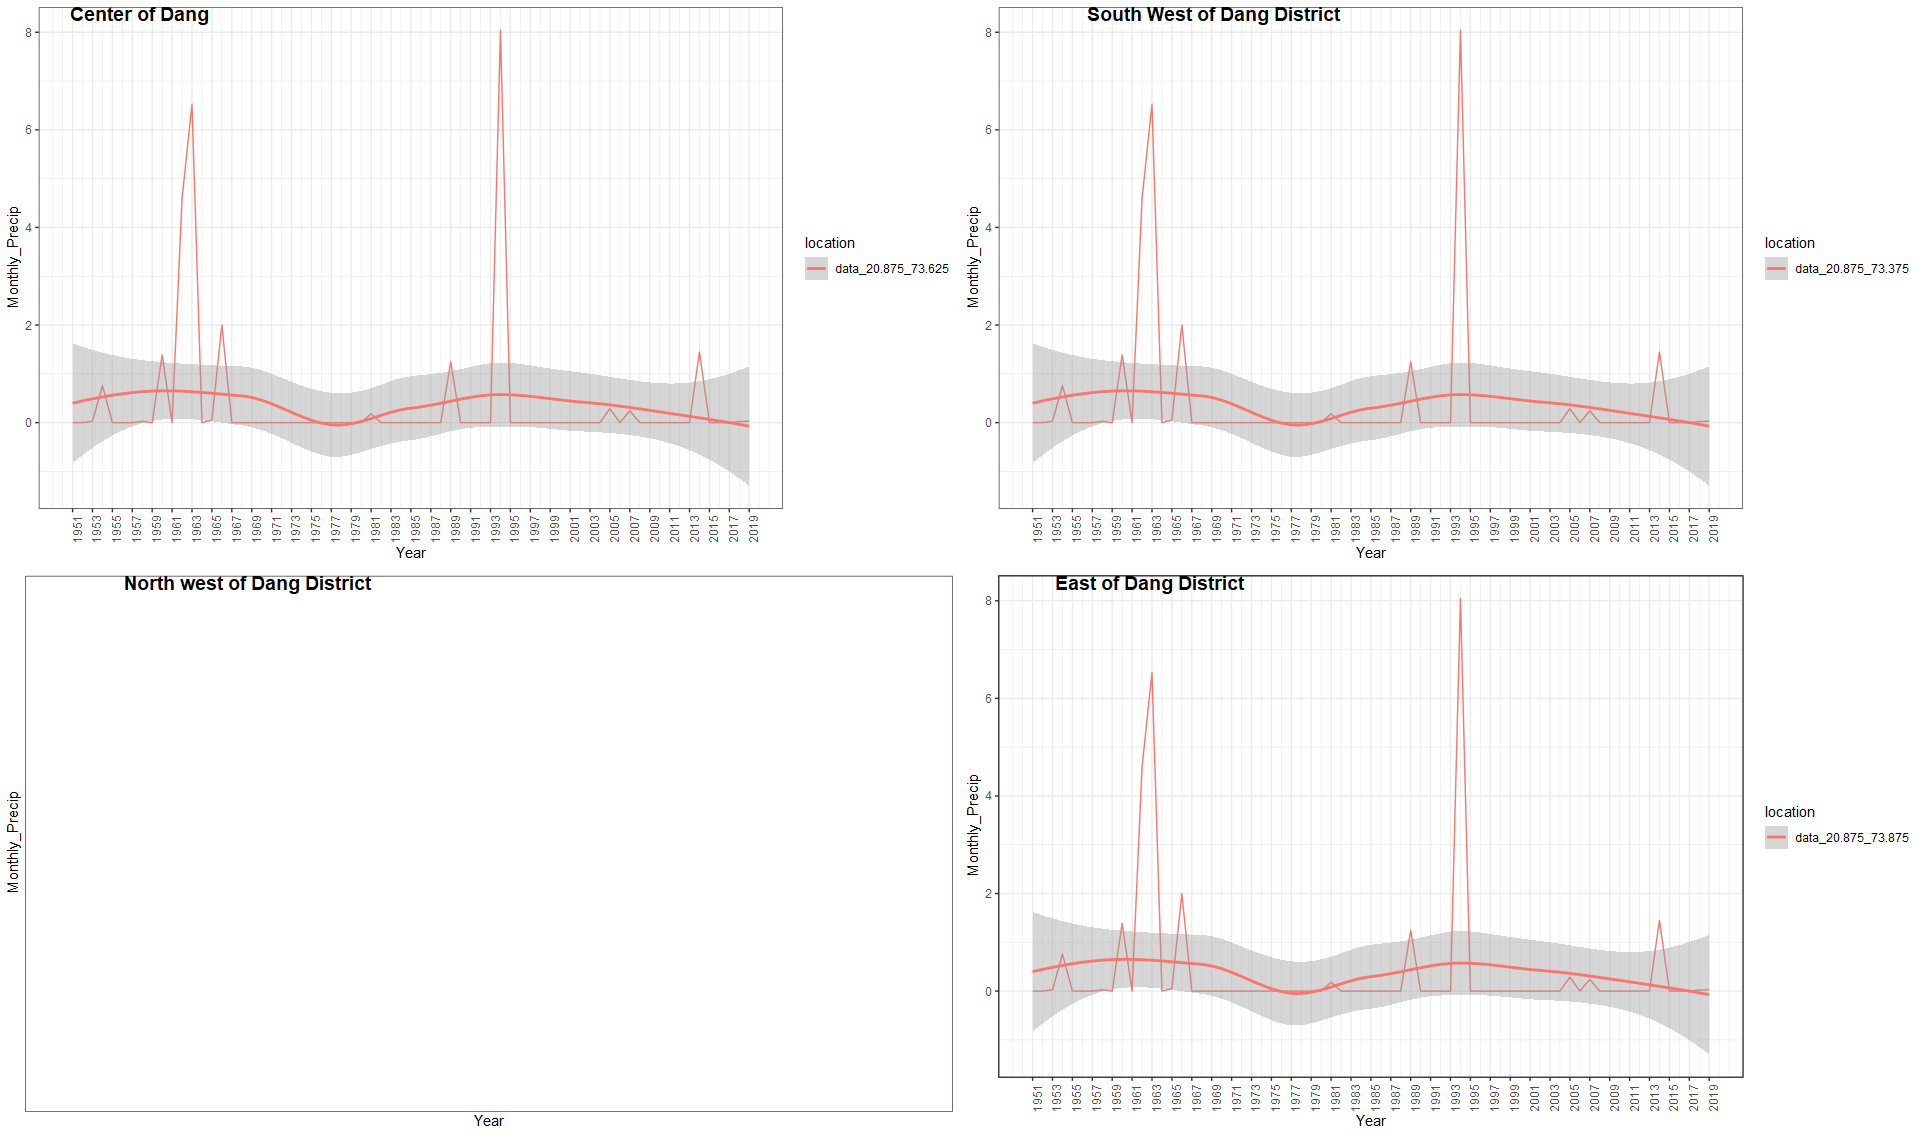 Center of Dang
Monthly_Precip
8
6
4
2
0
1951 1953 1955 1957 1959 1961 1963 1965 1967 1969 1971 1973 1975 1977 1979 1981 1983 1985 1987 1989 1991 1993 1995 1997 1999 2001 2003 2005 2007 2009 2011 2013 2015 2017 2019
Year
location
data_20.875_73.625
South West of Dang District
Monthly_Precip
8
6
4
2
0
1951 1953 1955 1957 1959 1961 1963 1965 1967 1969 1971 1973 1975 1977 1979 1981 1983 1985 1987 1989 1991 1993 1995 1997 1999 2001 2003 2005 2007 2009 2011 2013 2015 2017 2019
Year
location
data_20.875_73.375
North west of Dang District
Monthly_Precip
Year
East of Dang District
Monthly_Precip
8
6
4
2
0
1951 1953 1955 1957 1959 1961 1963 1965 1967 1969 1971 1973 1975 1977 1979 1981 1983 1985 1987 1989 1991 1993 1995 1997 1999 2001 2003 2005 2007 2009 2011 2013 2015 2017 2019
Year
location
data_20.875_73.875